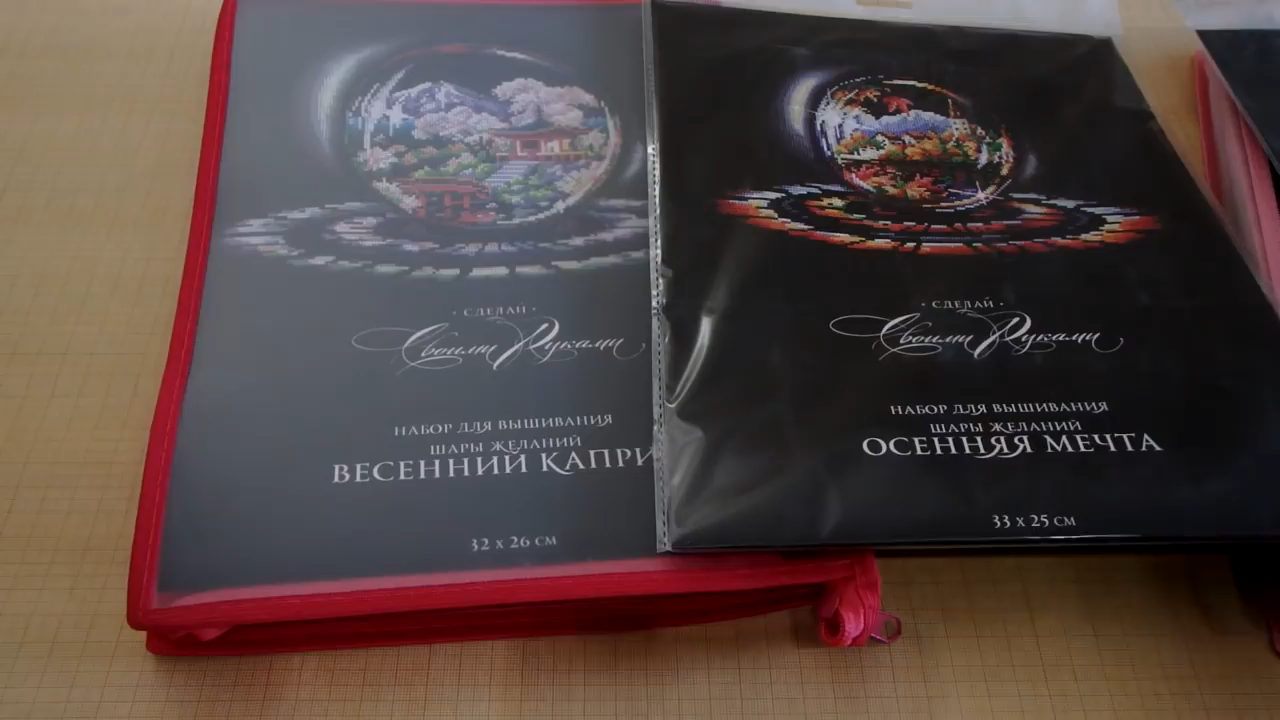 · СДЕЛАЙ ·
Своими Руками
НАБОР ДЛЯ ВЫШИВАНИЯ
ШАРЫ ЖЕЛАНИЙ
ВЕСЕННИЙ КАПРИ
32 х 26 см
· СДЕЛАЙ ·
Своими Руками
НАБОР ДЛЯ ВЫШИВАНИЯ
ШАРЫ ЖЕЛАНИЙ
ОСЕННЯЯ МЕЧТА
33 х 25 см